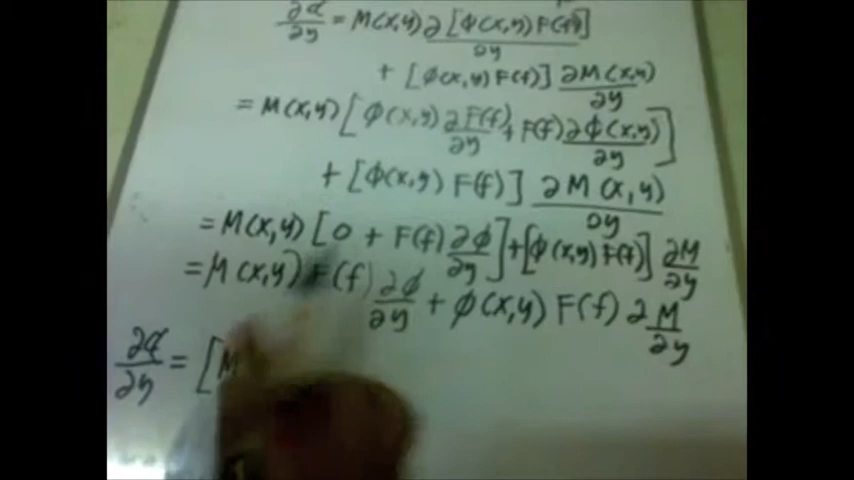 ∂α/∂y = M(x,y) ∂[φ(x,y) F(f)]/∂y
+ [φ(x,y) F(f)] ∂M(x,y)/∂y
= M(x,y) [φ(x,y) ∂F(f)/∂y + F(f) ∂φ(x,y)/∂y]
+ [φ(x,y) F(f)] ∂M(x,y)/∂y
= M(x,y) [0 + F(f) ∂φ/∂y] + [φ(x,y) F(f)] ∂M/∂y
= M(x,y) F(f) ∂φ/∂y + φ(x,y) F(f) ∂M/∂y
∂α/∂y = [M